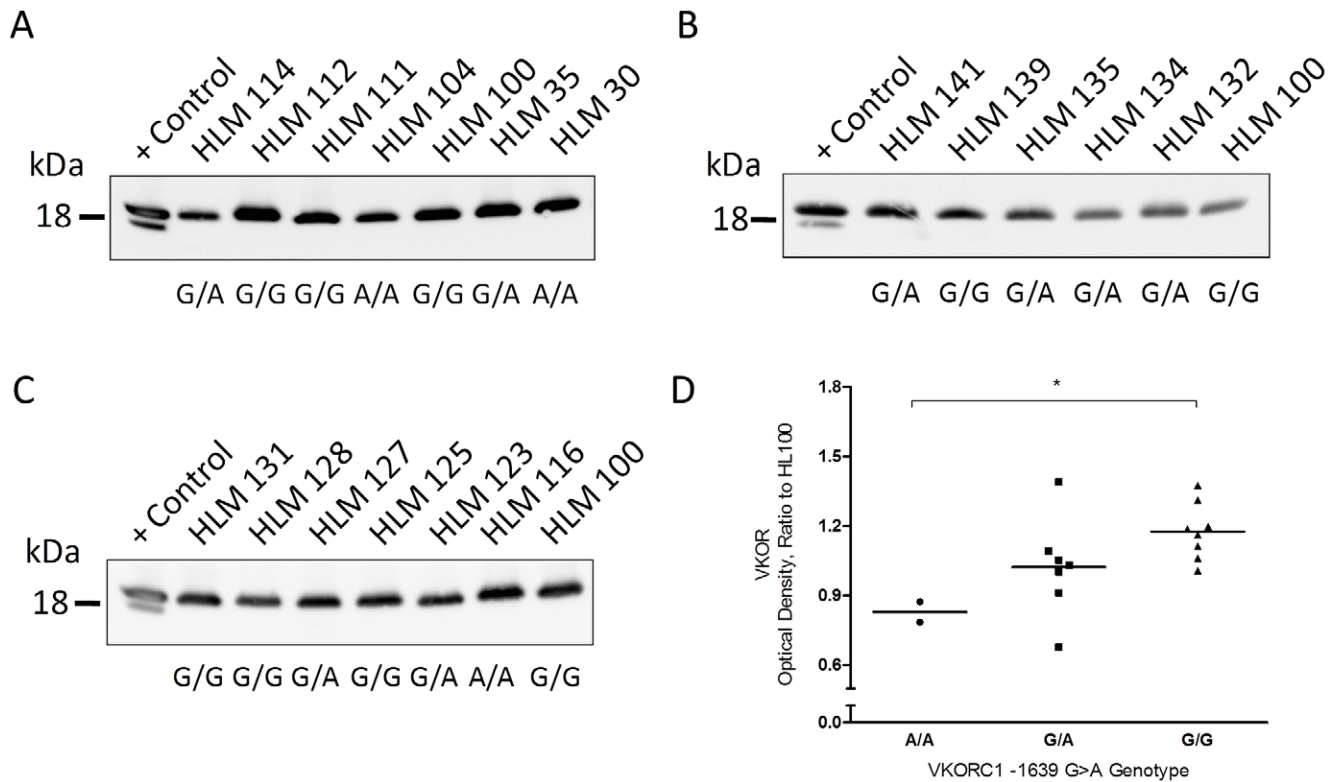 A
+ Control HLM 114 HLM 112 HLM 111 HLM 104 HLM 100 HLM 35 HLM 30
kDa
18
G/A G/G G/G A/A G/G G/A A/A
B
+ Control HLM 141 HLM 139 HLM 135 HLM 134 HLM 132 HLM 100
kDa
18
G/A G/G G/A G/A G/A G/G
C
+ Control HLM 131 HLM 128 HLM 127 HLM 125 HLM 123 HLM 116 HLM 100
kDa
18
G/G G/G G/A G/G G/A A/A G/G
D
*
VKOR
Optical Density, Ratio to HL100
1.8
1.5
1.2
0.9
0.6
0.0
A/A G/A G/G
VKORC1 -1639 G>A Genotype